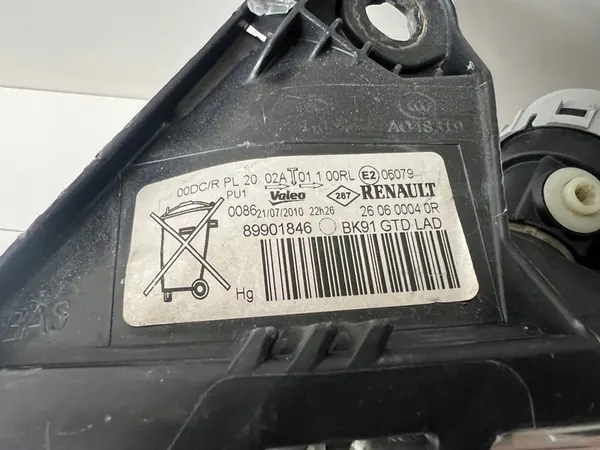 A043319
00DC/R PL 20 02A T 01 1 00RL E2 06079
PU1 Valeo 287 RENAULT
0086 21/07/2010 22h26 26 06 0004 0R
89901846 BK91 GTD LAD
Hg